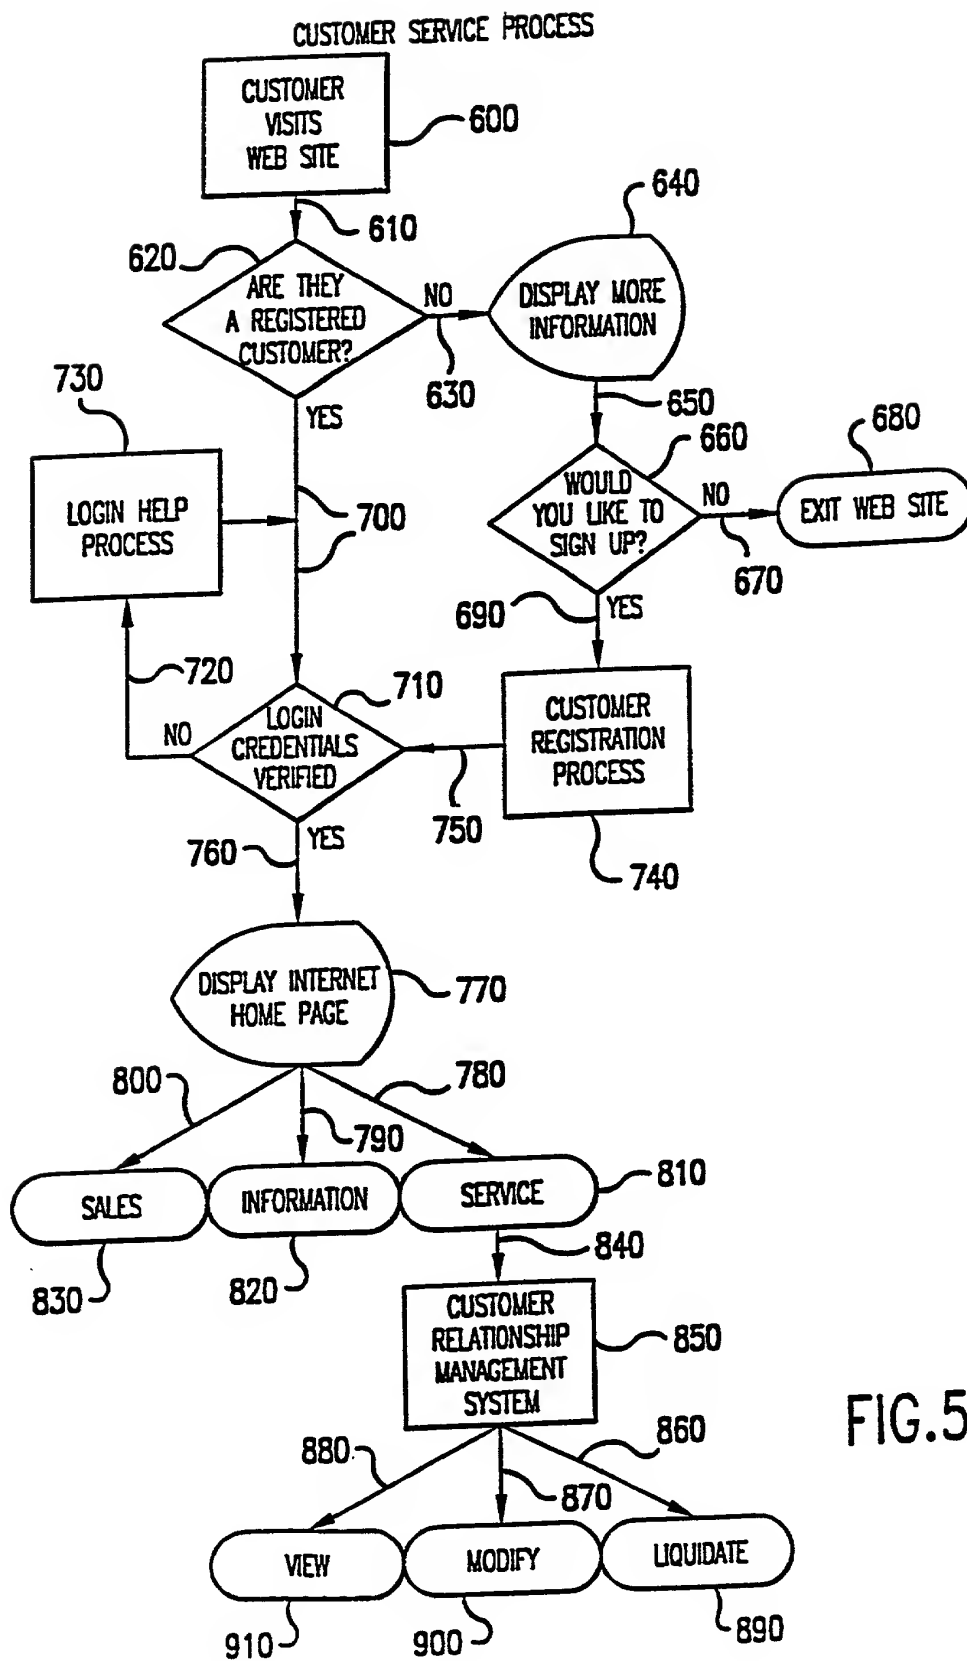 CUSTOMER SERVICE PROCESS
CUSTOMER
VISITS
WEB SITE
600
610
620
ARE THEY
A REGISTERED
CUSTOMER?
NO
630
640
DISPLAY MORE
INFORMATION
YES
650
730
660
680
LOGIN HELP
PROCESS
700
WOULD
YOU LIKE TO
SIGN UP?
NO
670
EXIT WEB SITE
690
YES
720
710
NO
LOGIN
CREDENTIALS
VERIFIED
CUSTOMER
REGISTRATION
PROCESS
750
740
760
YES
DISPLAY INTERNET
HOME PAGE
770
800
790
780
SALES
INFORMATION
SERVICE
810
830
820
840
CUSTOMER
RELATIONSHIP
MANAGEMENT
SYSTEM
850
FIG.5
880
870
860
VIEW
MODIFY
LIQUIDATE
910
900
890